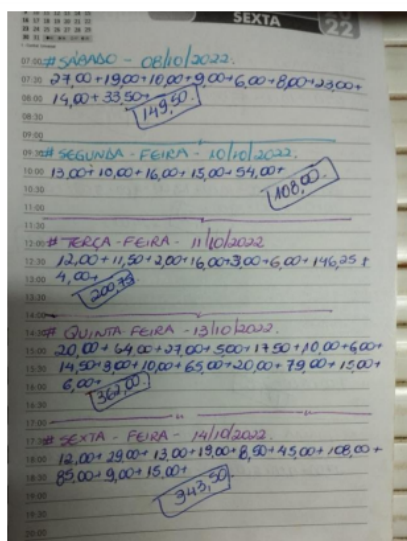 SEXTA
22
07:00 # SÁBADO - 08/10/2022.
07:30 27,00+19,00+10,00+9,00+6,00+8,00+23,00+
08:00 14,00+33,50+ 149,50.
08:30
09:00
09:30 # SEGUNDA - FEIRA - 10/10/2022.
10:00 13,00+10,00+16,00+15,00+54,00+
10:30 108,00.
11:00
11:30
12:00 # TERÇA - FEIRA - 11/10/2022
12:30 12,00+11,50+2,00+16,00+3,00+6,00+146,25+
13:00 4,00+ 200,75
13:30
14:00
14:30 # QUINTA FEIRA - 13/10/2022.
15:00 20,00+64,00+27,00+5,00+17,50+10,00+6,00+
15:30 14,50+9,00+10,00+65,00+20,00+79,00+15,00+
16:00 6,00+ 362,00.
16:30
17:00
17:30 # SEXTA - FEIRA - 14/10/2022.
18:00 12,00+29,00+13,00+19,00+8,50+45,00+108,00+
18:30 85,00+9,00+15,00+
19:00 343,50.
19:30
20:00